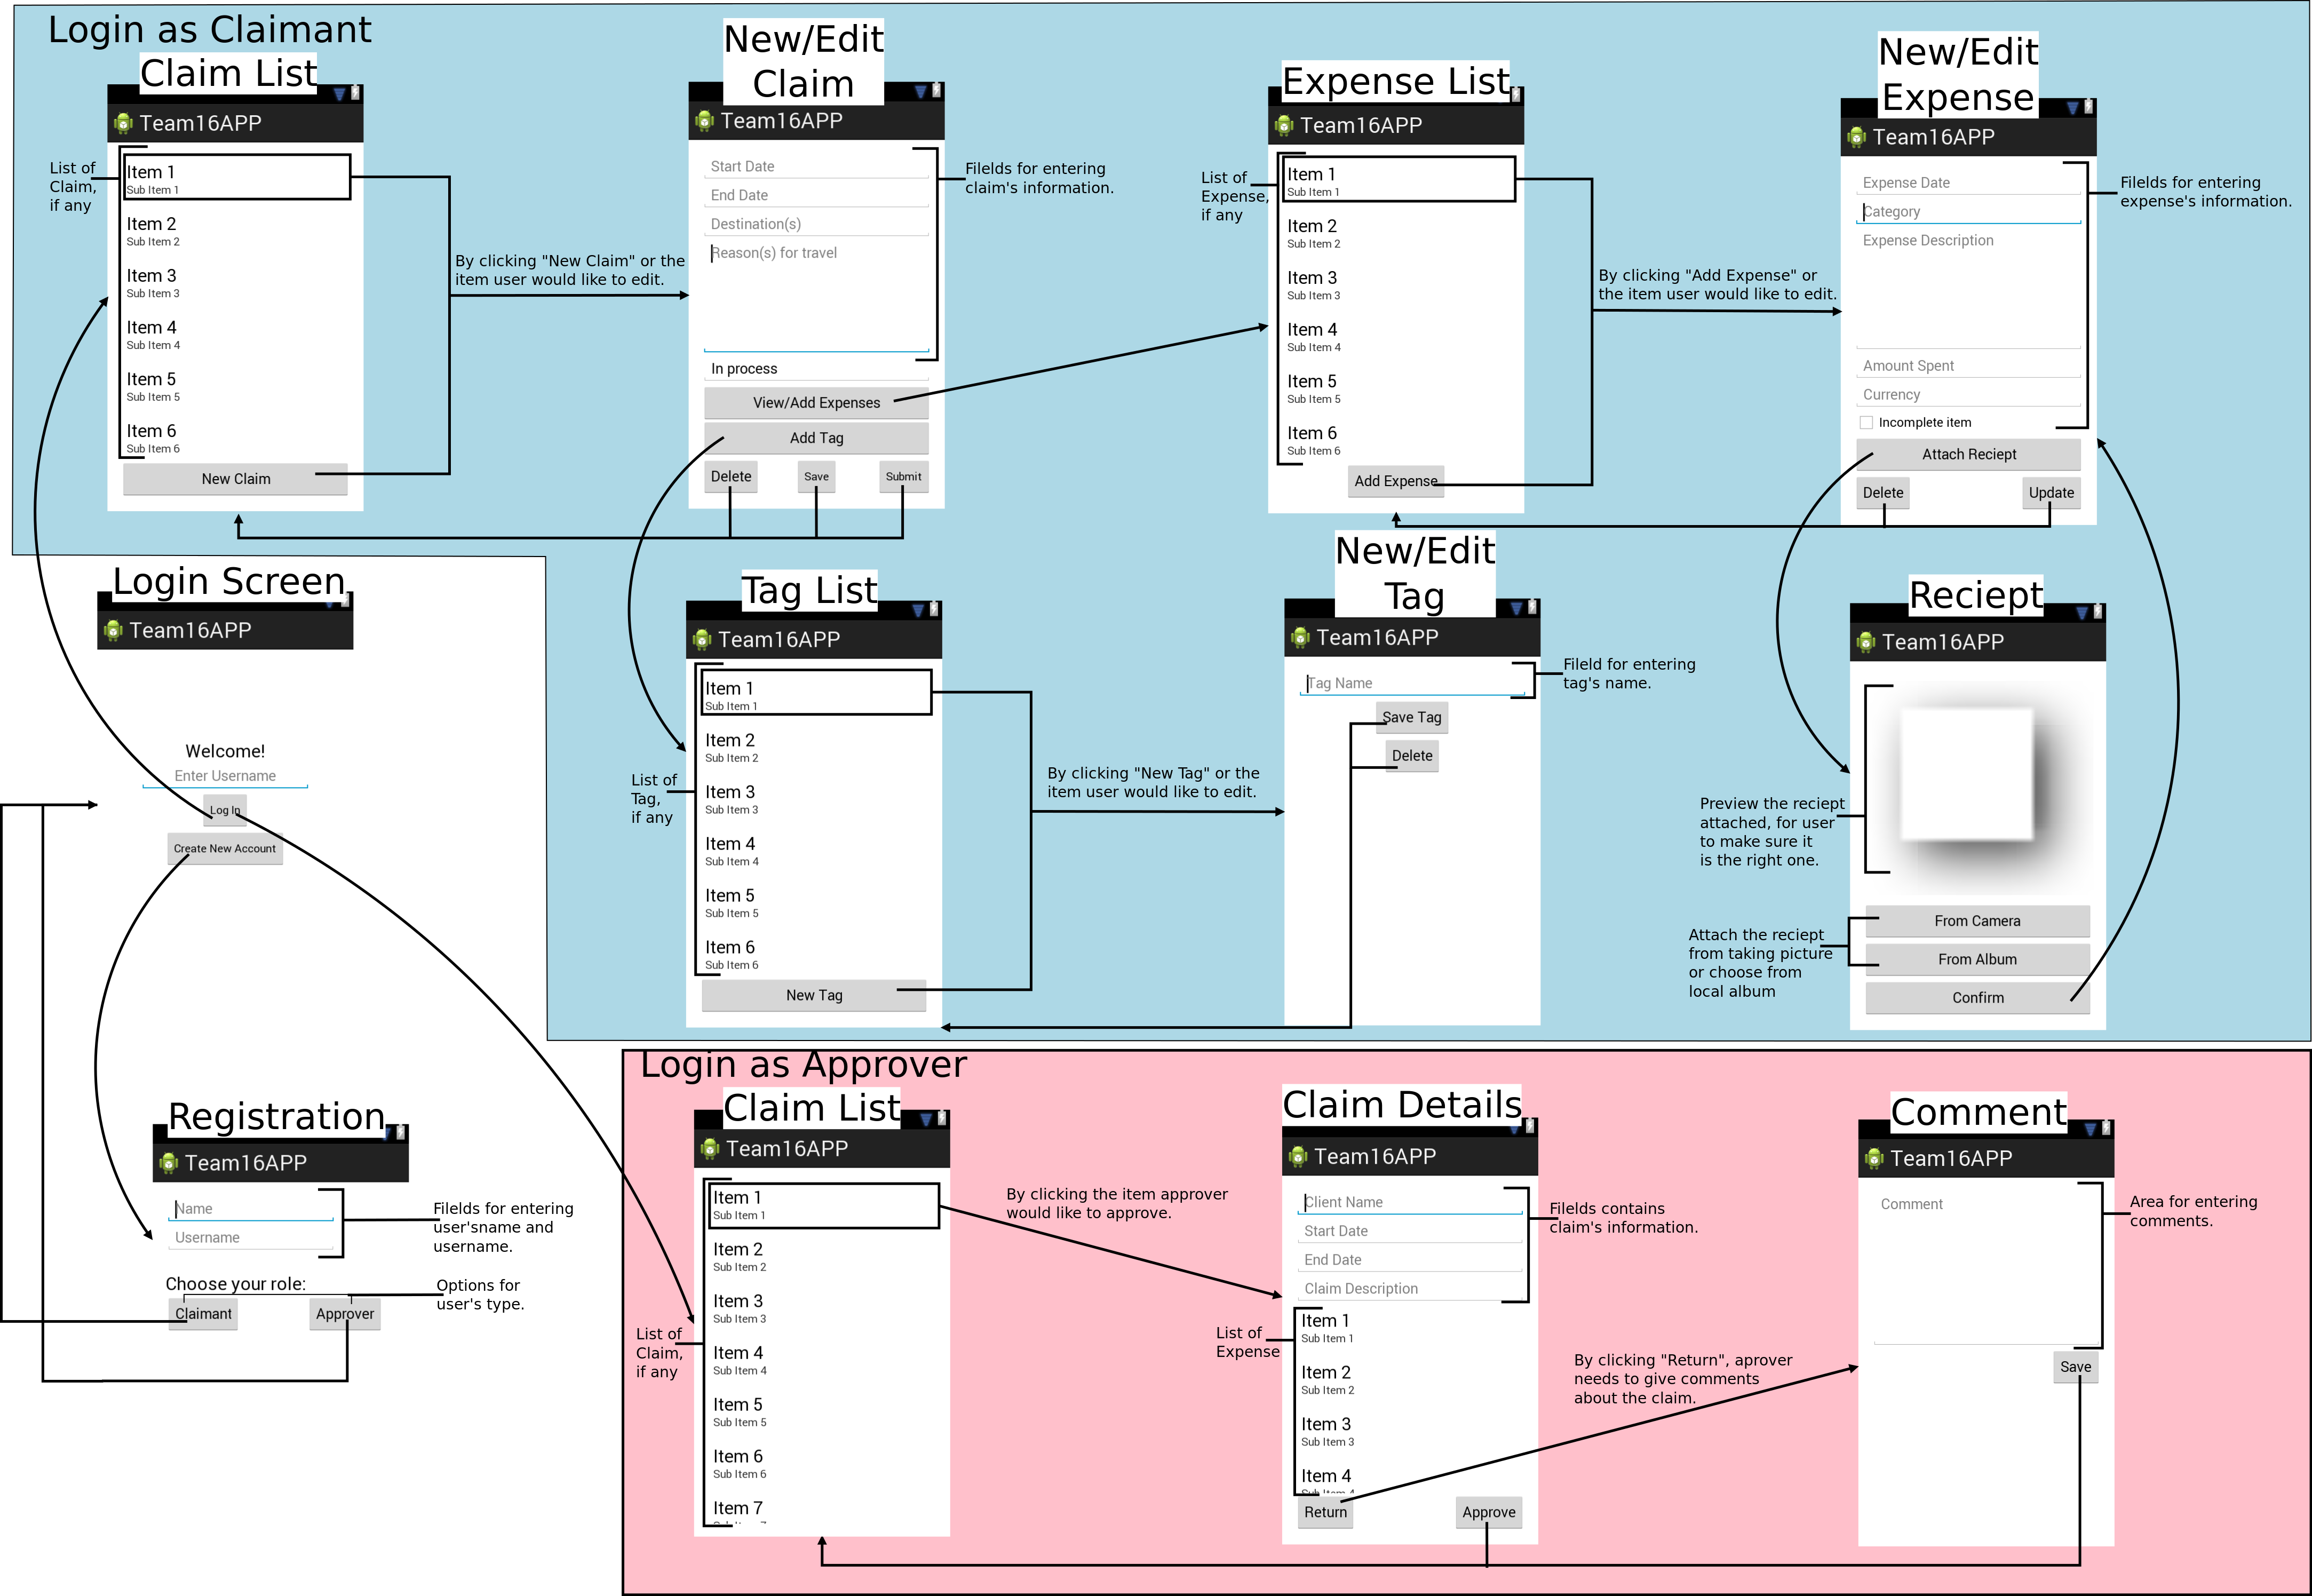 Login as Claimant
Claim List
Team16APP
List of
Claim,
if any
Item 1
Sub Item 1
Item 2
Sub Item 2
Item 3
Sub Item 3
Item 4
Sub Item 4
Item 5
Sub Item 5
Item 6
Sub Item 6
New Claim
By clicking "New Claim" or the
item user would like to edit.
New/Edit
Claim
Team16APP
Start Date
End Date
Destination(s)
Reason(s) for travel
In process
View/Add Expenses
Add Tag
Delete
Save
Submit
Filelds for entering
claim's information.
Expense List
Team16APP
List of
Expense,
if any
Item 1
Sub Item 1
Item 2
Sub Item 2
Item 3
Sub Item 3
Item 4
Sub Item 4
Item 5
Sub Item 5
Item 6
Sub Item 6
Add Expense
By clicking "Add Expense" or
the item user would like to edit.
New/Edit
Expense
Team16APP
Expense Date
Category
Expense Description
Amount Spent
Currency
Incomplete item
Attach Reciept
Delete
Update
Filelds for entering
expense's information.
Login Screen
Team16APP
Welcome!
Enter Username
Log In
Create New Account
Tag List
Team16APP
List of
Tag,
if any
Item 1
Sub Item 1
Item 2
Sub Item 2
Item 3
Sub Item 3
Item 4
Sub Item 4
Item 5
Sub Item 5
Item 6
Sub Item 6
New Tag
By clicking "New Tag" or the
item user would like to edit.
New/Edit
Tag
Team16APP
Tag Name
Save Tag
Delete
Fileld for entering
tag's name.
Reciept
Team16APP
Preview the reciept
attached, for user
to make sure it
is the right one.
Attach the reciept
from taking picture
or choose from
local album
From Camera
From Album
Confirm
Registration
Team16APP
Name
Username
Choose your role:
Claimant
Approver
Filelds for entering
user'sname and
username.
Options for
user's type.
Login as Approver
Claim List
Team16APP
List of
Claim,
if any
Item 1
Sub Item 1
Item 2
Sub Item 2
Item 3
Sub Item 3
Item 4
Sub Item 4
Item 5
Sub Item 5
Item 6
Sub Item 6
Item 7
By clicking the item approver
would like to approve.
Claim Details
Team16APP
Client Name
Start Date
End Date
Claim Description
Filelds contains
claim's information.
List of
Expense
Item 1
Sub Item 1
Item 2
Sub Item 2
Item 3
Sub Item 3
Item 4
Return
Approve
By clicking "Return", aprover
needs to give comments
about the claim.
Comment
Team16APP
Comment
Save
Area for entering
comments.